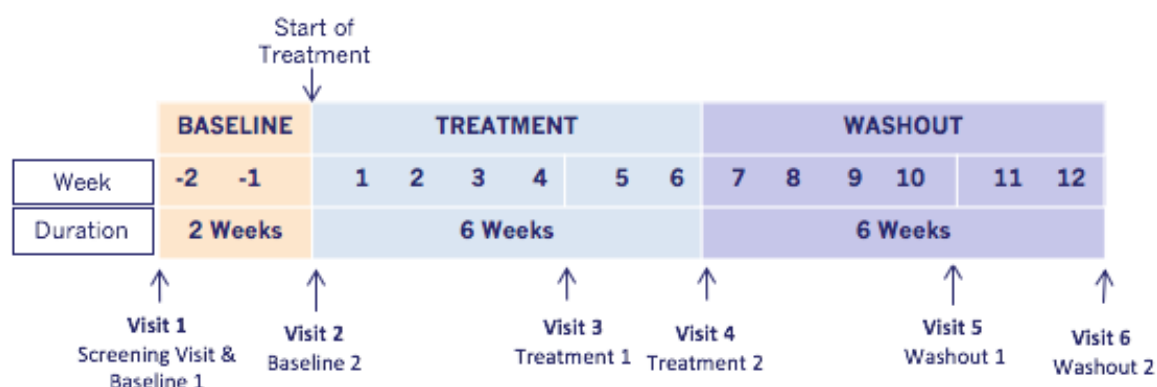 Start of
Treatment
BASELINE TREATMENT WASHOUT
Week -2 -1 1 2 3 4 5 6 7 8 9 10 11 12
Duration 2 Weeks 6 Weeks 6 Weeks
Visit 1
Screening Visit &
Baseline 1
Visit 2
Baseline 2
Visit 3
Treatment 1
Visit 4
Treatment 2
Visit 5
Washout 1
Visit 6
Washout 2